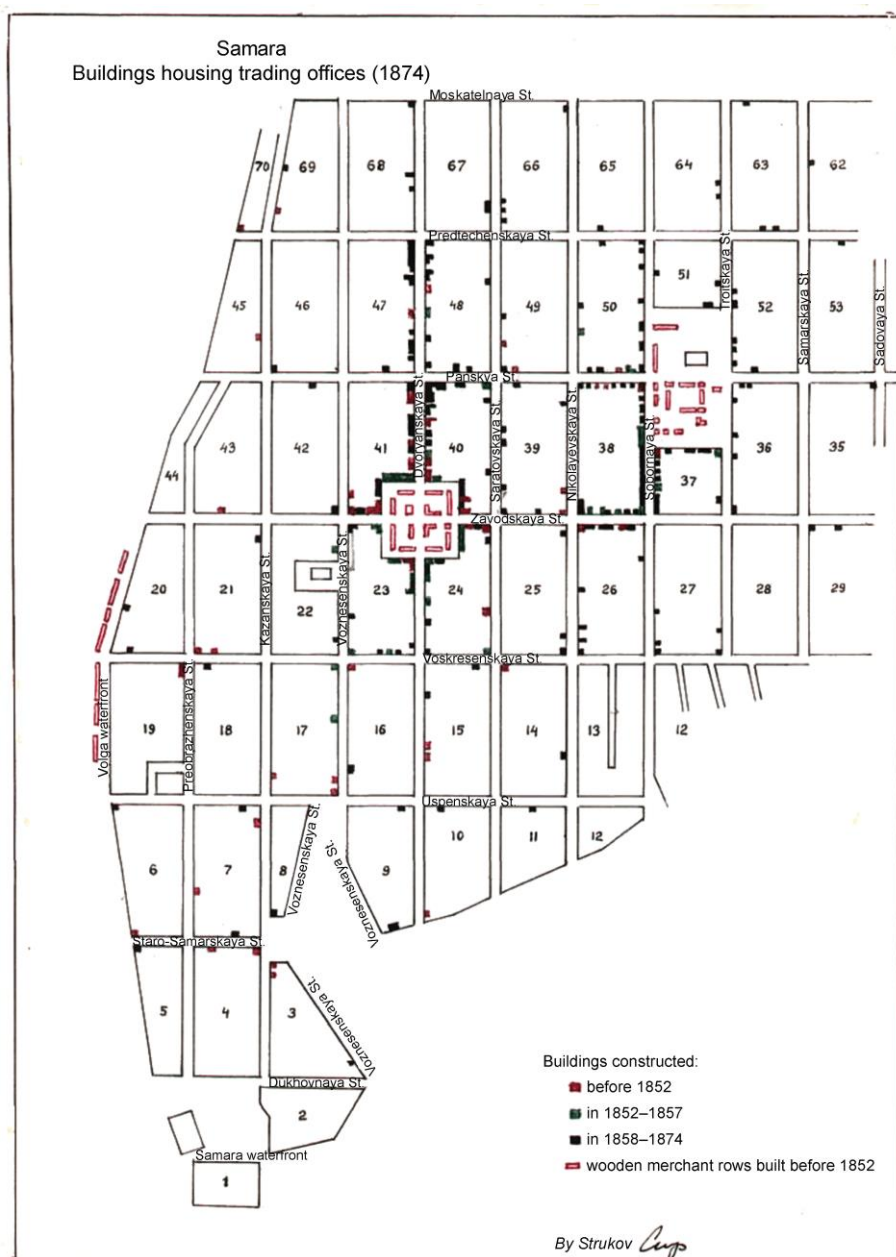 Samara
Buildings housing trading offices (1874)
Moskatelnaya St.
70
69
68
67
66
65
64
63
62
Predtechenskaya St.
Troitskaya St.
Samarskaya St.
Sadovaya St.
45
46
47
48
49
50
51
52
53
Panskya St.
Dvoryanskaya St.
Saratovskaya St.
Nikolayevskaya St.
Sobornaya St.
44
43
42
41
40
39
38
37
36
35
Zavodskaya St.
Kazanskaya St.
Voznesenskaya St.
20
21
22
23
24
25
26
27
28
29
Voskresenskaya St.
Volga waterfront
Preobrazhenskaya St.
19
18
17
16
15
14
13
12
Uspenskaya St.
6
7
8
Voznesenskaya St.
Voznesenskaya St.
9
10
11
12
Staro-Samarskaya St.
5
4
3
Voznesenskaya St.
Dukhovnaya St.
2
Samara waterfront
1
Buildings constructed:
before 1852
in 1852–1857
in 1858–1874
wooden merchant rows built before 1852
By Strukov